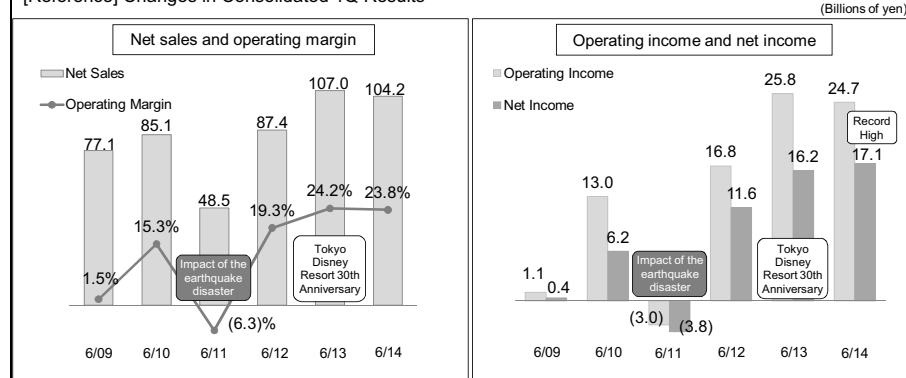 [Reference] Changes in Consolidated 1Q Results
(Billions of yen)
Net sales and operating margin
Net Sales
Operating Margin
77.1
85.1
48.5
87.4
107.0
104.2
1.5%
15.3%
(6.3)%
19.3%
24.2%
23.8%
Impact of the
earthquake
disaster
Tokyo
Disney
Resort 30th
Anniversary
6/09
6/10
6/11
6/12
6/13
6/14
Operating income and net income
Operating Income
Net Income
1.1
0.4
13.0
6.2
(3.0)
(3.8)
16.8
11.6
25.8
16.2
24.7
17.1
Record
High
Impact of the
earthquake
disaster
Tokyo
Disney
Resort 30th
Anniversary
6/09
6/10
6/11
6/12
6/13
6/14